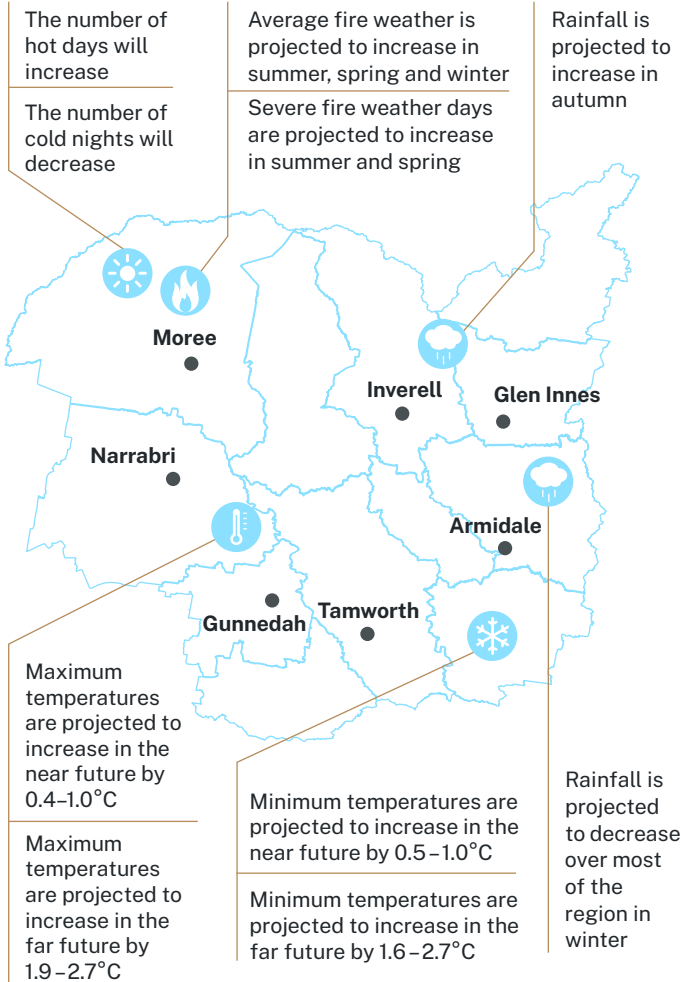 The number of
hot days will
increase
The number of
cold nights will
decrease
Average fire weather is
projected to increase in
summer, spring and winter
Severe fire weather days
are projected to increase
in summer and spring
Rainfall is
projected to
increase in
autumn
Moree
Inverell
Glen Innes
Narrabri
Armidale
Gunnedah
Tamworth
Maximum
temperatures
are projected to
increase in the
near future by
0.4–1.0°C
Maximum
temperatures
are projected to
increase in the
far future by
1.9–2.7°C
Minimum temperatures are
projected to increase in the
near future by 0.5–1.0°C
Minimum temperatures are
projected to increase in the
far future by 1.6–2.7°C
Rainfall is
projected
to decrease
over most
of the
region in
winter